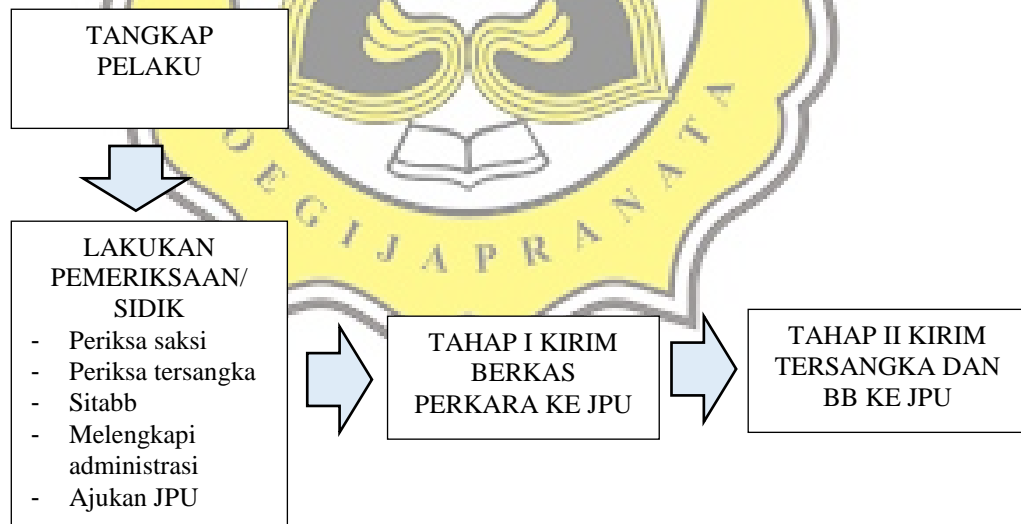 TANGKAP
PELAKU
OEGIJAPRANATA
LAKUKAN
PEMERIKSAAN/
SIDIK
- Periksa saksi
- Periksa tersangka
- Sitabb
- Melengkapi
administrasi
- Ajukan JPU
TAHAP I KIRIM
BERKAS
PERKARA KE JPU
TAHAP II KIRIM
TERSANGKA DAN
BB KE JPU